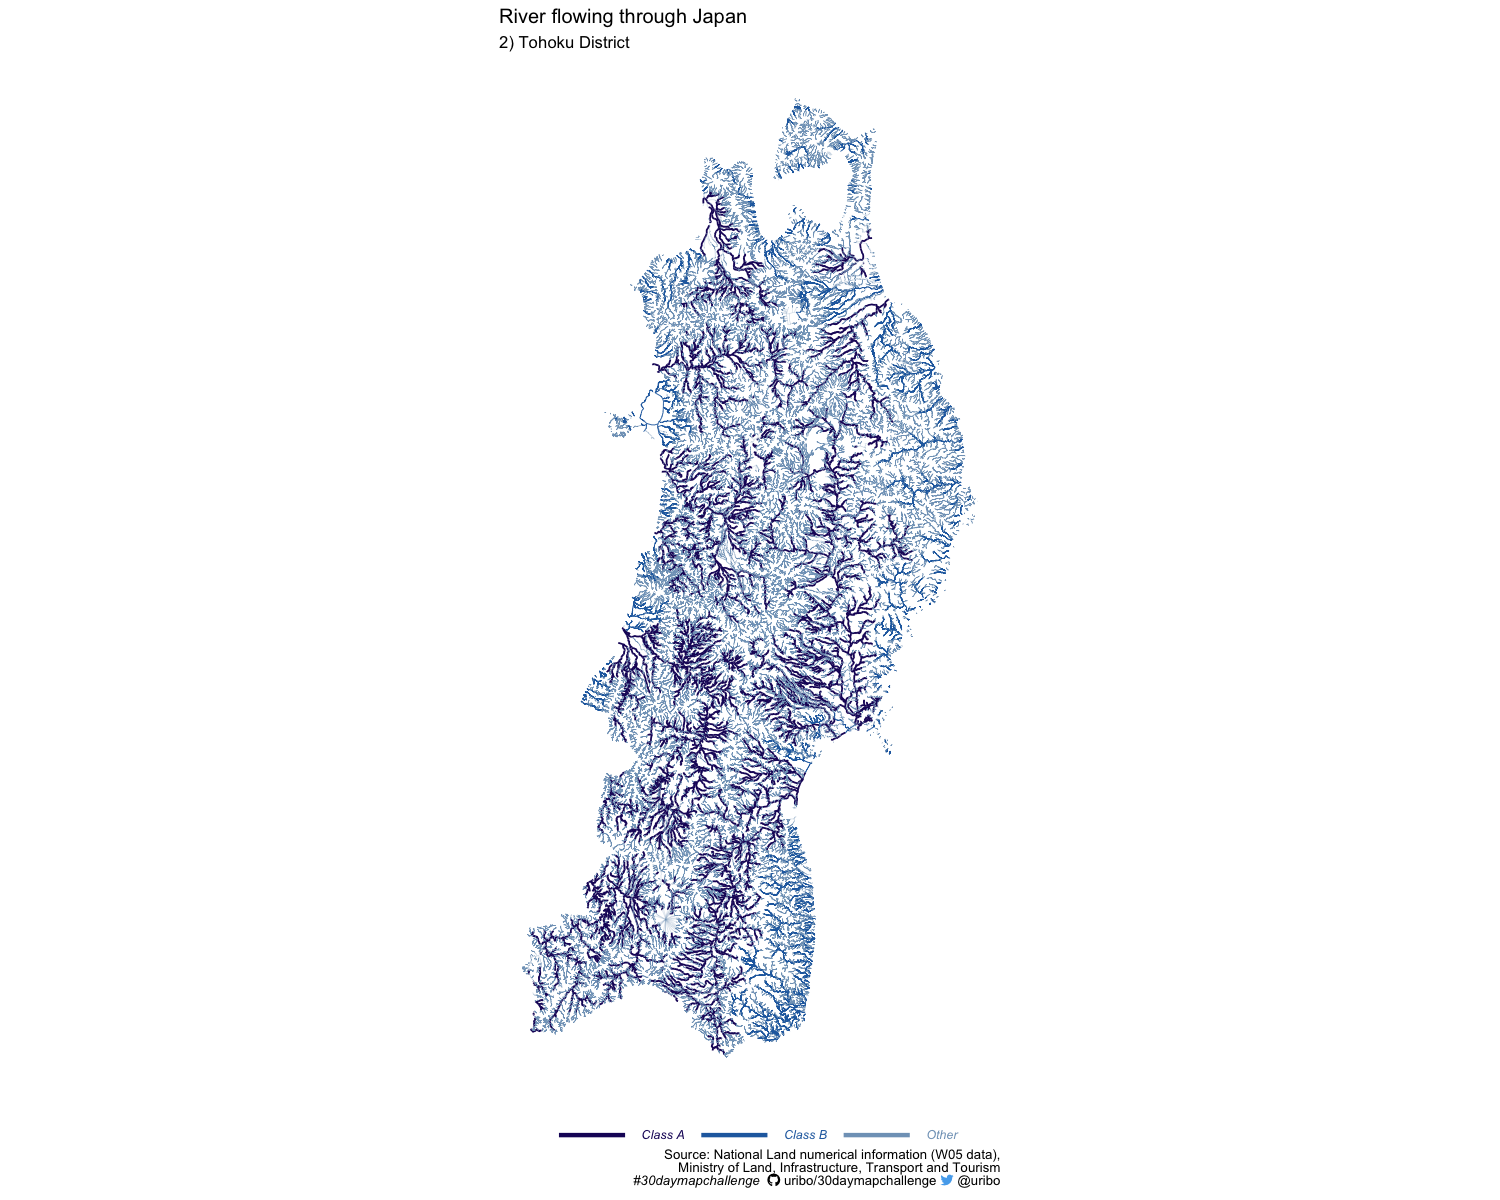 River flowing through Japan
2) Tohoku District
Class A Class B Other
Source: National Land numerical information (W05 data),
Ministry of Land, Infrastructure, Transport and Tourism
#30daymapchallenge uribo/30daymapchallenge @uribo